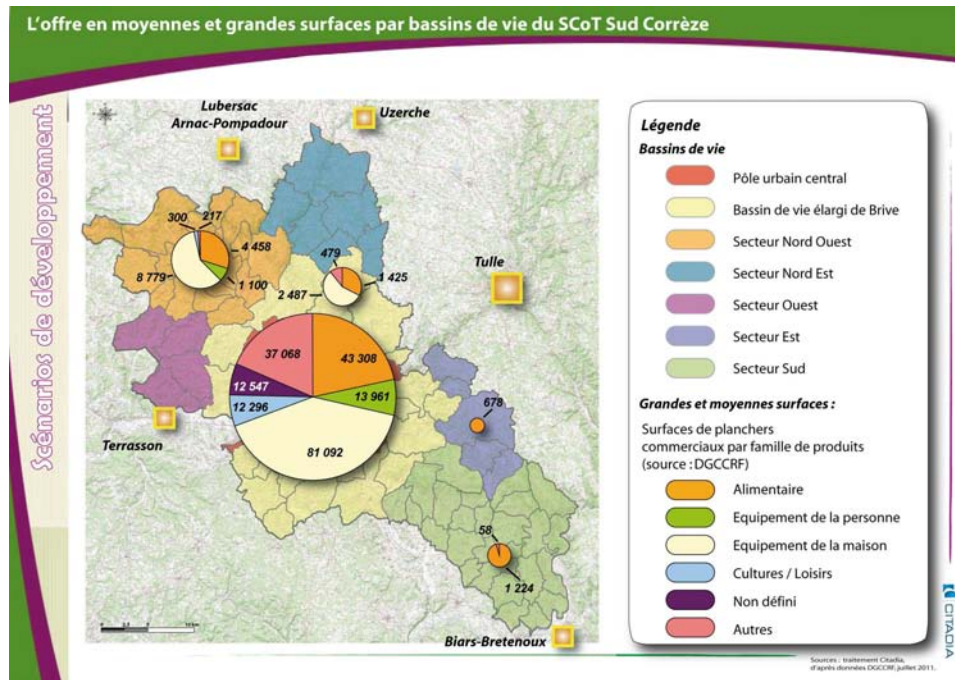 L'offre en moyennes et grandes surfaces par bassins de vie du SCoT Sud Corrèze
Scénarios de développement
Lubersac
Arnac-Pompadour
Uzerche
Tulle
Terrasson
Biars-Bretenoux
300
217
4 458
1 100
8 779
479
1 425
2 487
37 068
43 308
12 547
13 961
12 296
81 092
678
58
1 224
Légende
Bassins de vie
Pôle urbain central
Bassin de vie élargi de Brive
Secteur Nord Ouest
Secteur Nord Est
Secteur Ouest
Secteur Est
Secteur Sud
Grandes et moyennes surfaces :
Surfaces de planchers
commerciaux par famille de produits
(source : DGCCRF)
Alimentaire
Equipement de la personne
Equipement de la maison
Cultures / Loisirs
Non défini
Autres
CITADIA
Sources : traitement Citadia,
d'après données DGCCRF, juillet 2011.